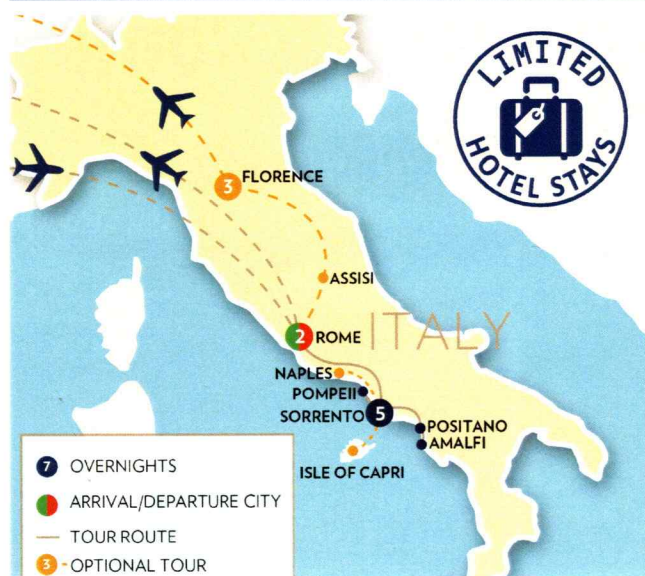 LIMITED
HOTEL STAYS
3 FLORENCE
ASSISI
ITALY
2 ROME
NAPLES
POMPEII
SORRENTO 5
POSITANO
AMALFI
ISLE OF CAPRI
7 OVERNIGHTS
ARRIVAL/DEPARTURE CITY
TOUR ROUTE
3 OPTIONAL TOUR